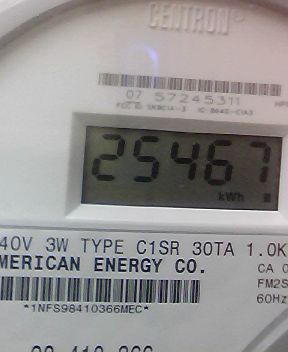 CENTRON®
07 57245311
25467
kWh
40V 3W TYPE C1SR 30TA 1.0K
MERICAN ENERGY CO.
CA 0
FM2S
60Hz
*1NFS98410366MEC*